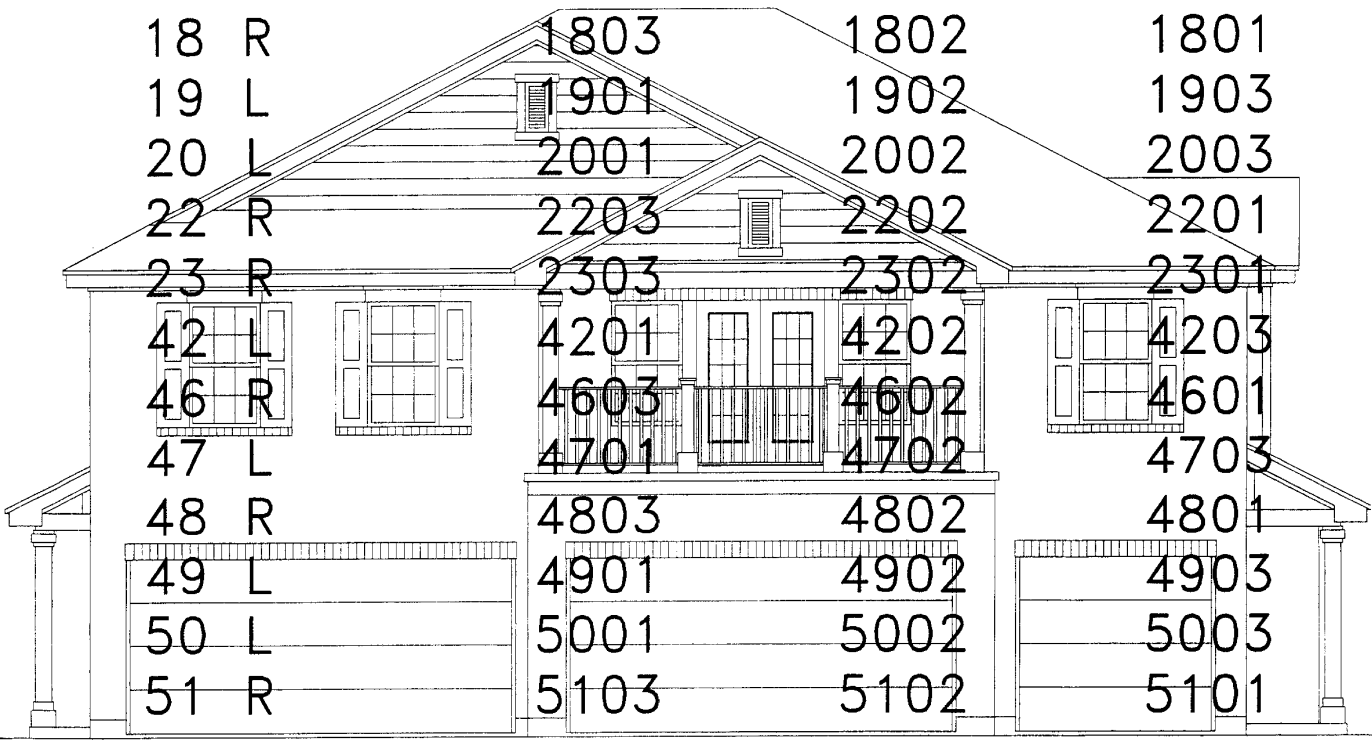 18 R 1803 1802 1801
19 L 1901 1902 1903
20 L 2001 2002 2003
22 R 2203 2202 2201
23 R 2303 2302 2301
42 L 4201 4202 4203
46 R 4603 4602 4601
47 L 4701 4702 4703
48 R 4803 4802 4801
49 L 4901 4902 4903
50 L 5001 5002 5003
51 R 5103 5102 5101